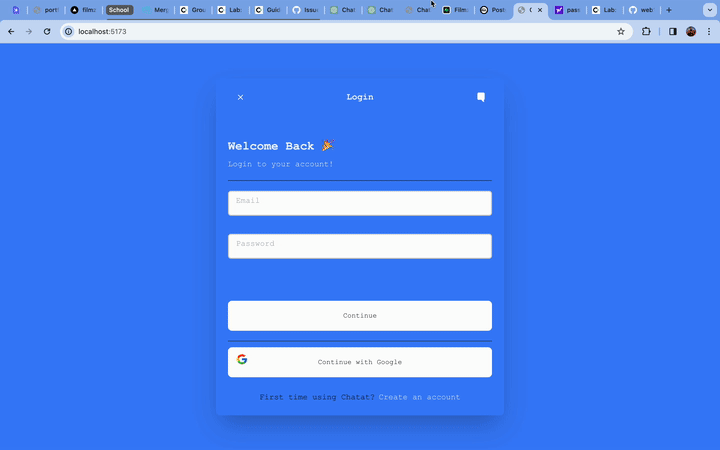 port
film
School
Mer
Gro
Lab
Guid
Issu
Chat
Chat
Chat
Film
Post
pass
Lab
web
localhost:5173
Login
Welcome Back 🎉
Login to your account!
Email
Password
Continue
Continue with Google
First time using Chatat? Create an account